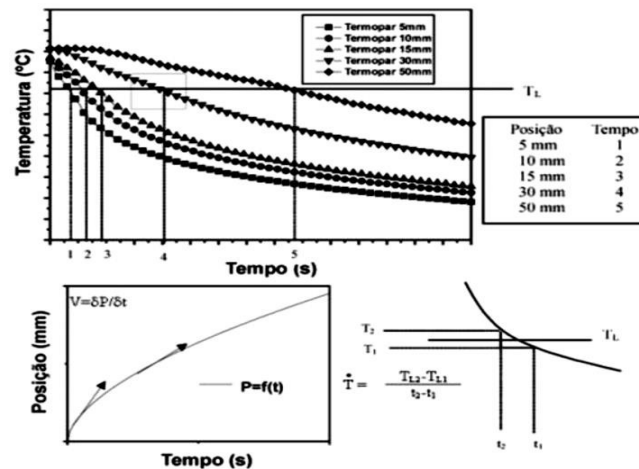 Temperatura (ºC)
Termopar 5mm
Termopar 10mm
Termopar 15mm
Termopar 30mm
Termopar 50mm
T_L
Posição Tempo
5 mm 1
10 mm 2
15 mm 3
30 mm 4
50 mm 5
1 2 3 4 5
Tempo (s)
V=δP/δt
Posição (mm)
P=f(t)
Tempo (s)
T_2
T_1
T_L
Ṫ = (T_L2-T_L1)/(t_2-t_1)
t_2 t_1